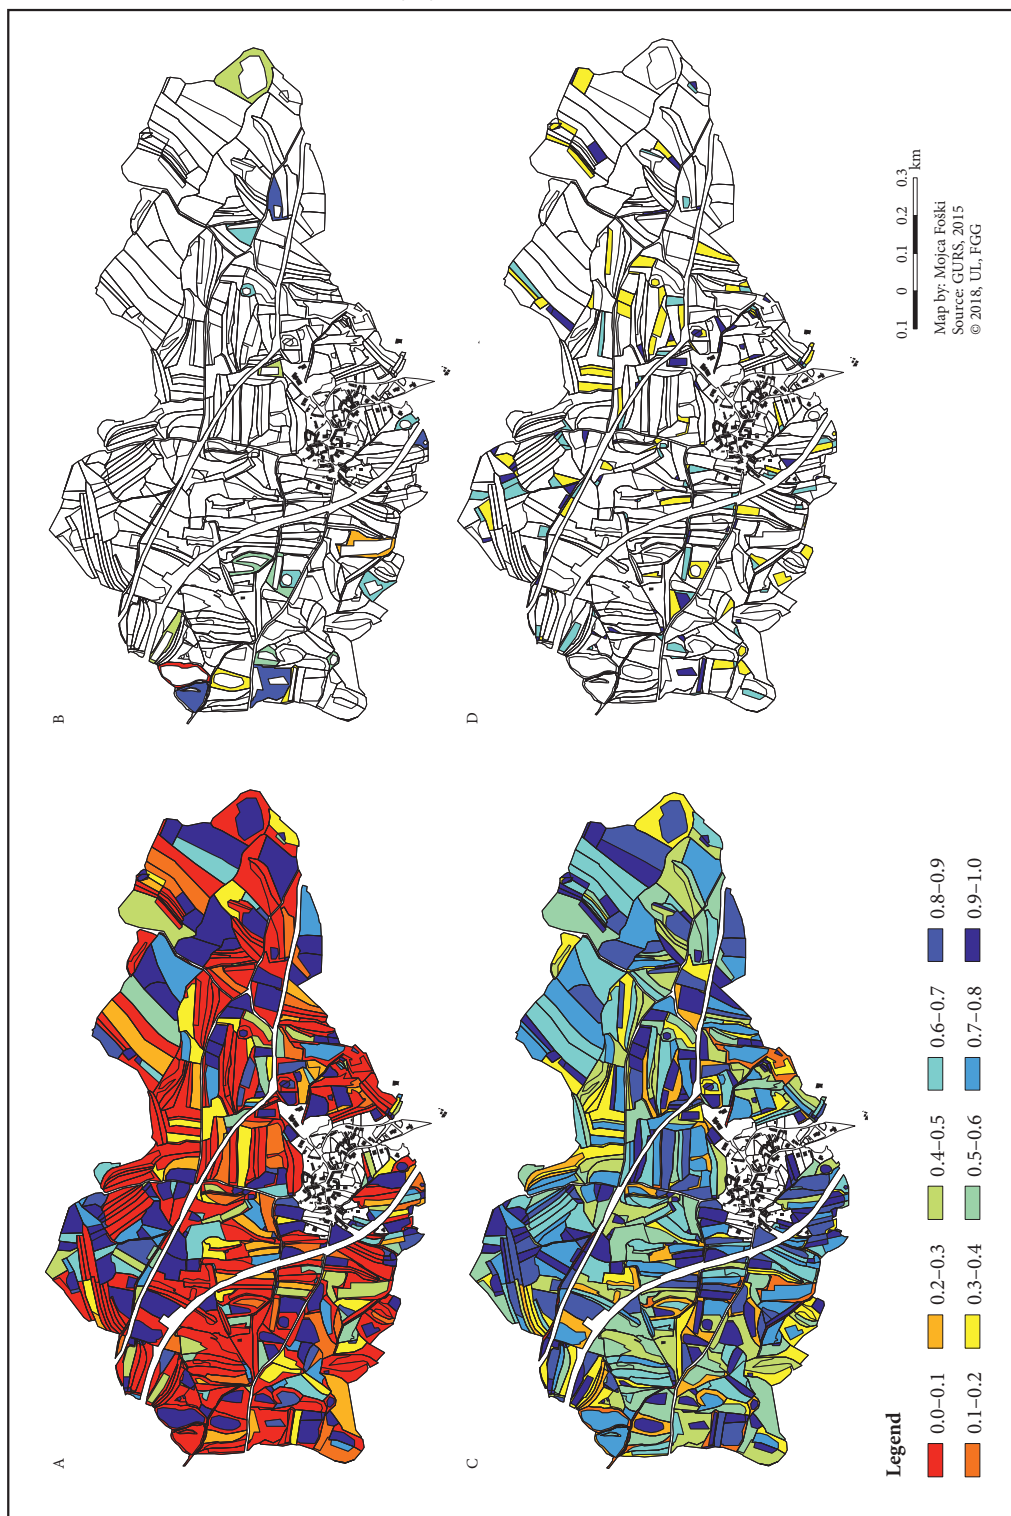 A
B
C
D
Legend
0.0–0.1
0.2–0.3
0.4–0.5
0.6–0.7
0.8–0.9
0.1–0.2
0.3–0.4
0.5–0.6
0.7–0.8
0.9–1.0
0.1 0 0.1 0.2 0.3
km
Map by: Mojca Foški
Source: GURS, 2015
© 2018, UL, FGG